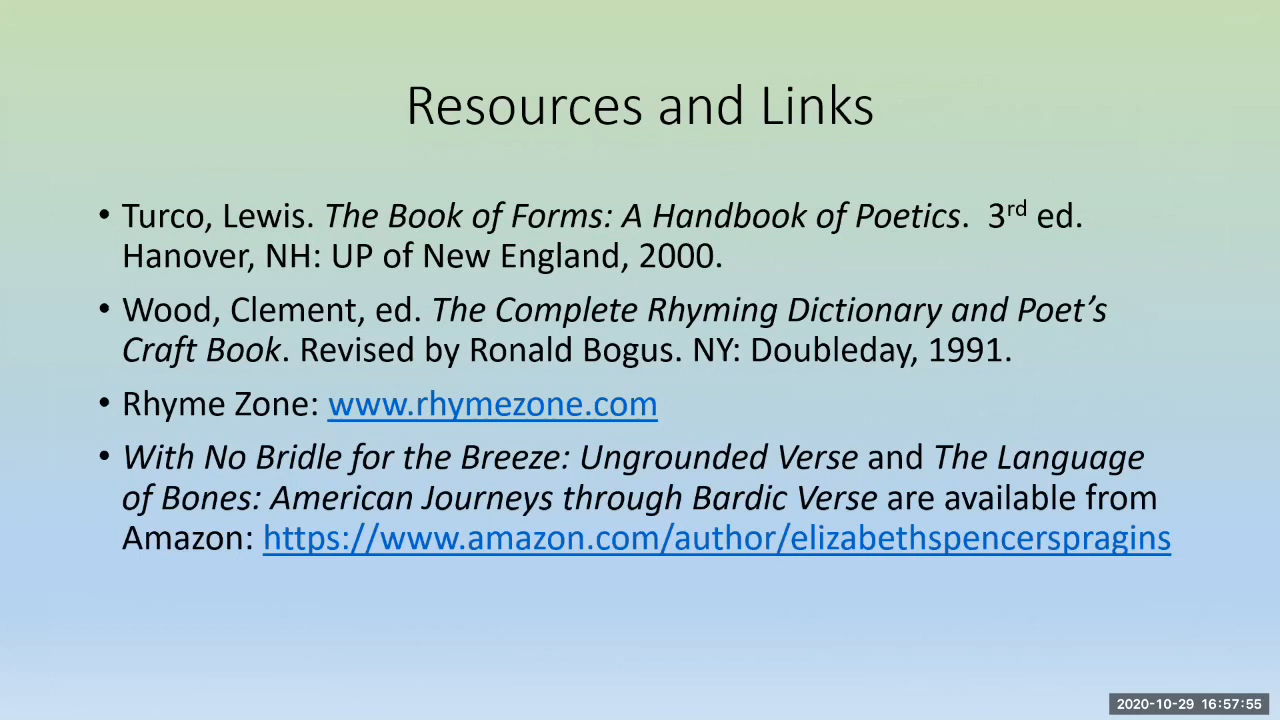 Resources and Links
• Turco, Lewis. The Book of Forms: A Handbook of Poetics.  3rd ed.
Hanover, NH: UP of New England, 2000.
• Wood, Clement, ed. The Complete Rhyming Dictionary and Poet’s
Craft Book. Revised by Ronald Bogus. NY: Doubleday, 1991.
• Rhyme Zone: www.rhymezone.com
• With No Bridle for the Breeze: Ungrounded Verse and The Language
of Bones: American Journeys through Bardic Verse are available from
Amazon: https://www.amazon.com/author/elizabethspencerspragins
2020-10-29 16:57:55